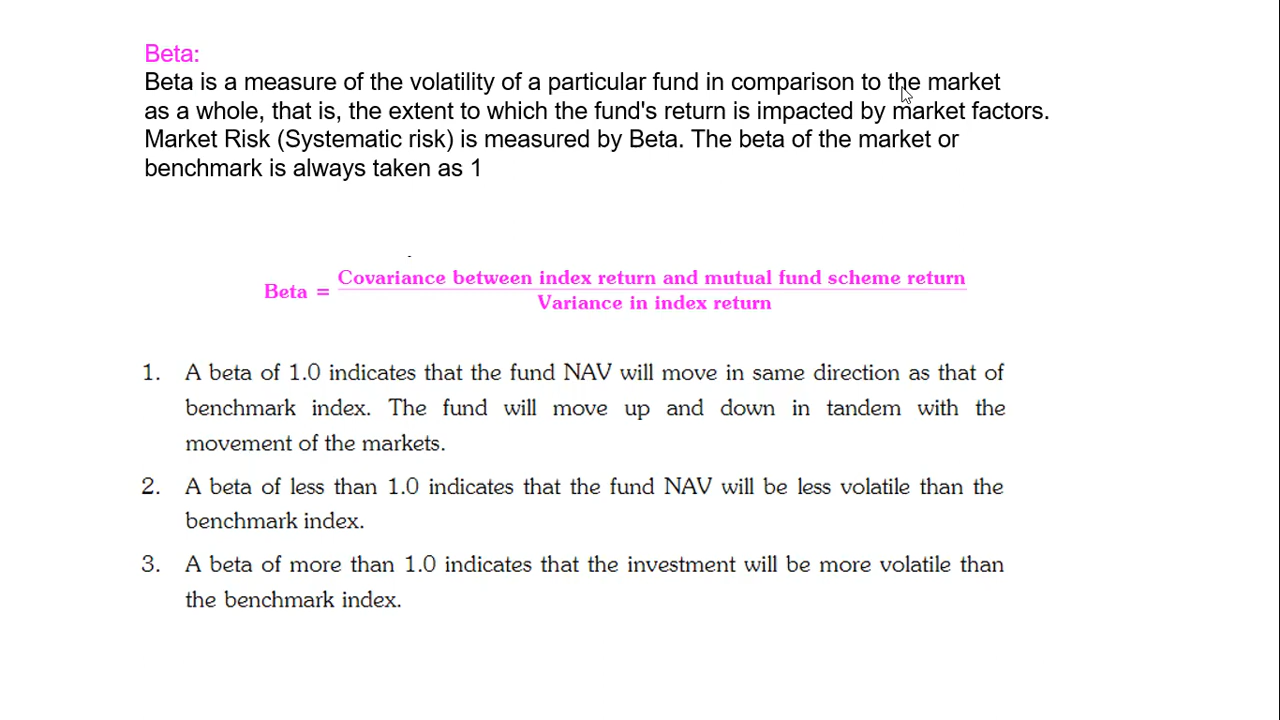 Beta:
Beta is a measure of the volatility of a particular fund in comparison to the market
as a whole, that is, the extent to which the fund's return is impacted by market factors.
Market Risk (Systematic risk) is measured by Beta. The beta of the market or
benchmark is always taken as 1
Covariance between index return and mutual fund scheme return
Beta =
Variance in index return
1. A beta of 1.0 indicates that the fund NAV will move in same direction as that of
benchmark index. The fund will move up and down in tandem with the
movement of the markets.
2. A beta of less than 1.0 indicates that the fund NAV will be less volatile than the
benchmark index.
3. A beta of more than 1.0 indicates that the investment will be more volatile than
the benchmark index.